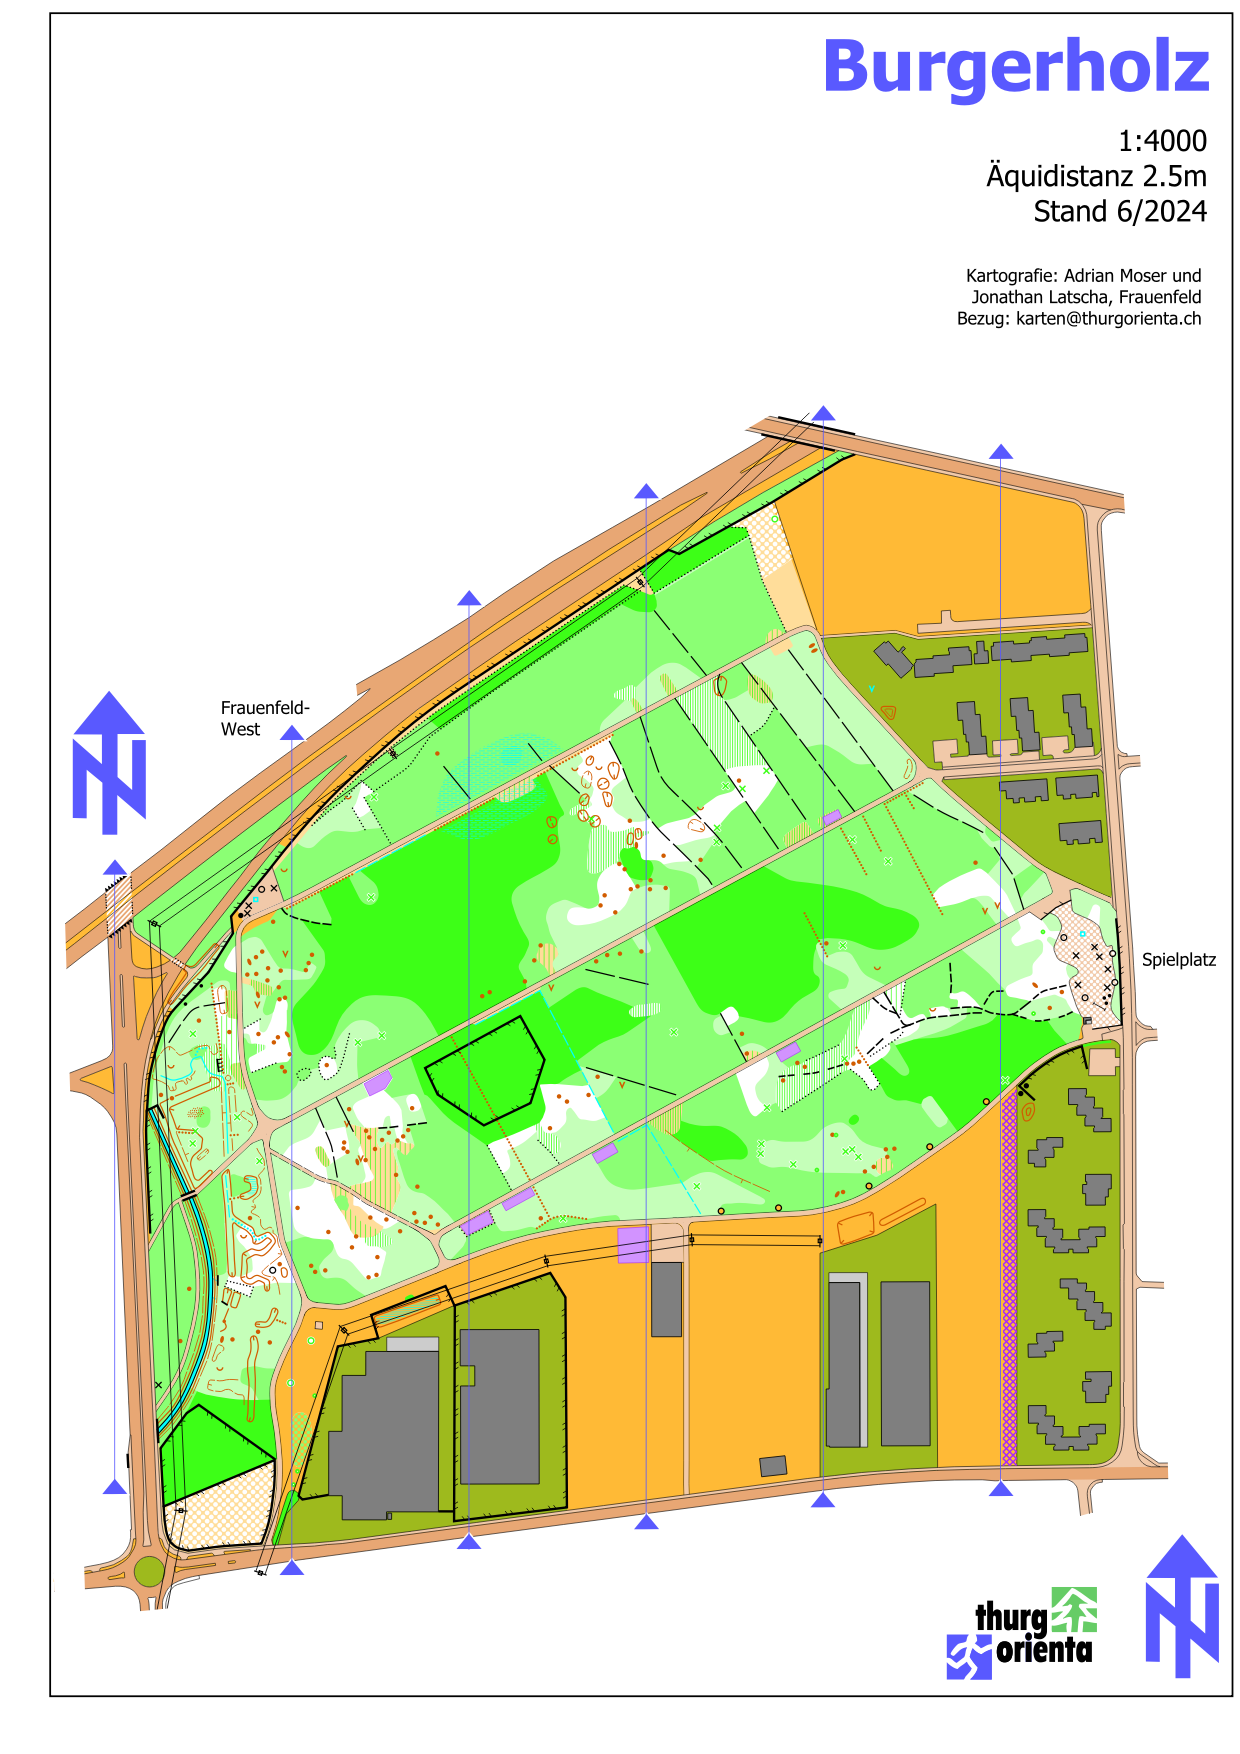 Burgerholz
1:4000
Äquidistanz 2.5m
Stand 6/2024
Kartografie: Adrian Moser und
Jonathan Latscha, Frauenfeld
Bezug: karten@thurgorienta.ch
Frauenfeld-
West
Spielplatz
thurg
orienta